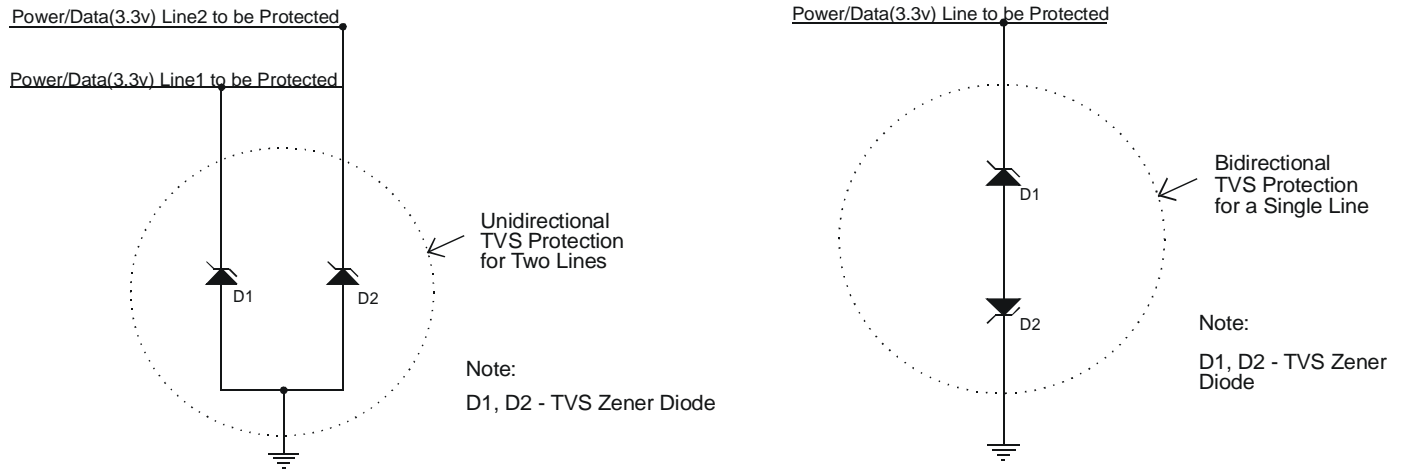 Power/Data(3.3v) Line2 to be Protected
Power/Data(3.3v) Line1 to be Protected
Unidirectional
TVS Protection
for Two Lines
D1
D2
Note:
D1, D2 - TVS Zener Diode
Power/Data(3.3v) Line to be Protected
Bidirectional
TVS Protection
for a Single Line
D1
D2
Note:
D1, D2 - TVS Zener
Diode